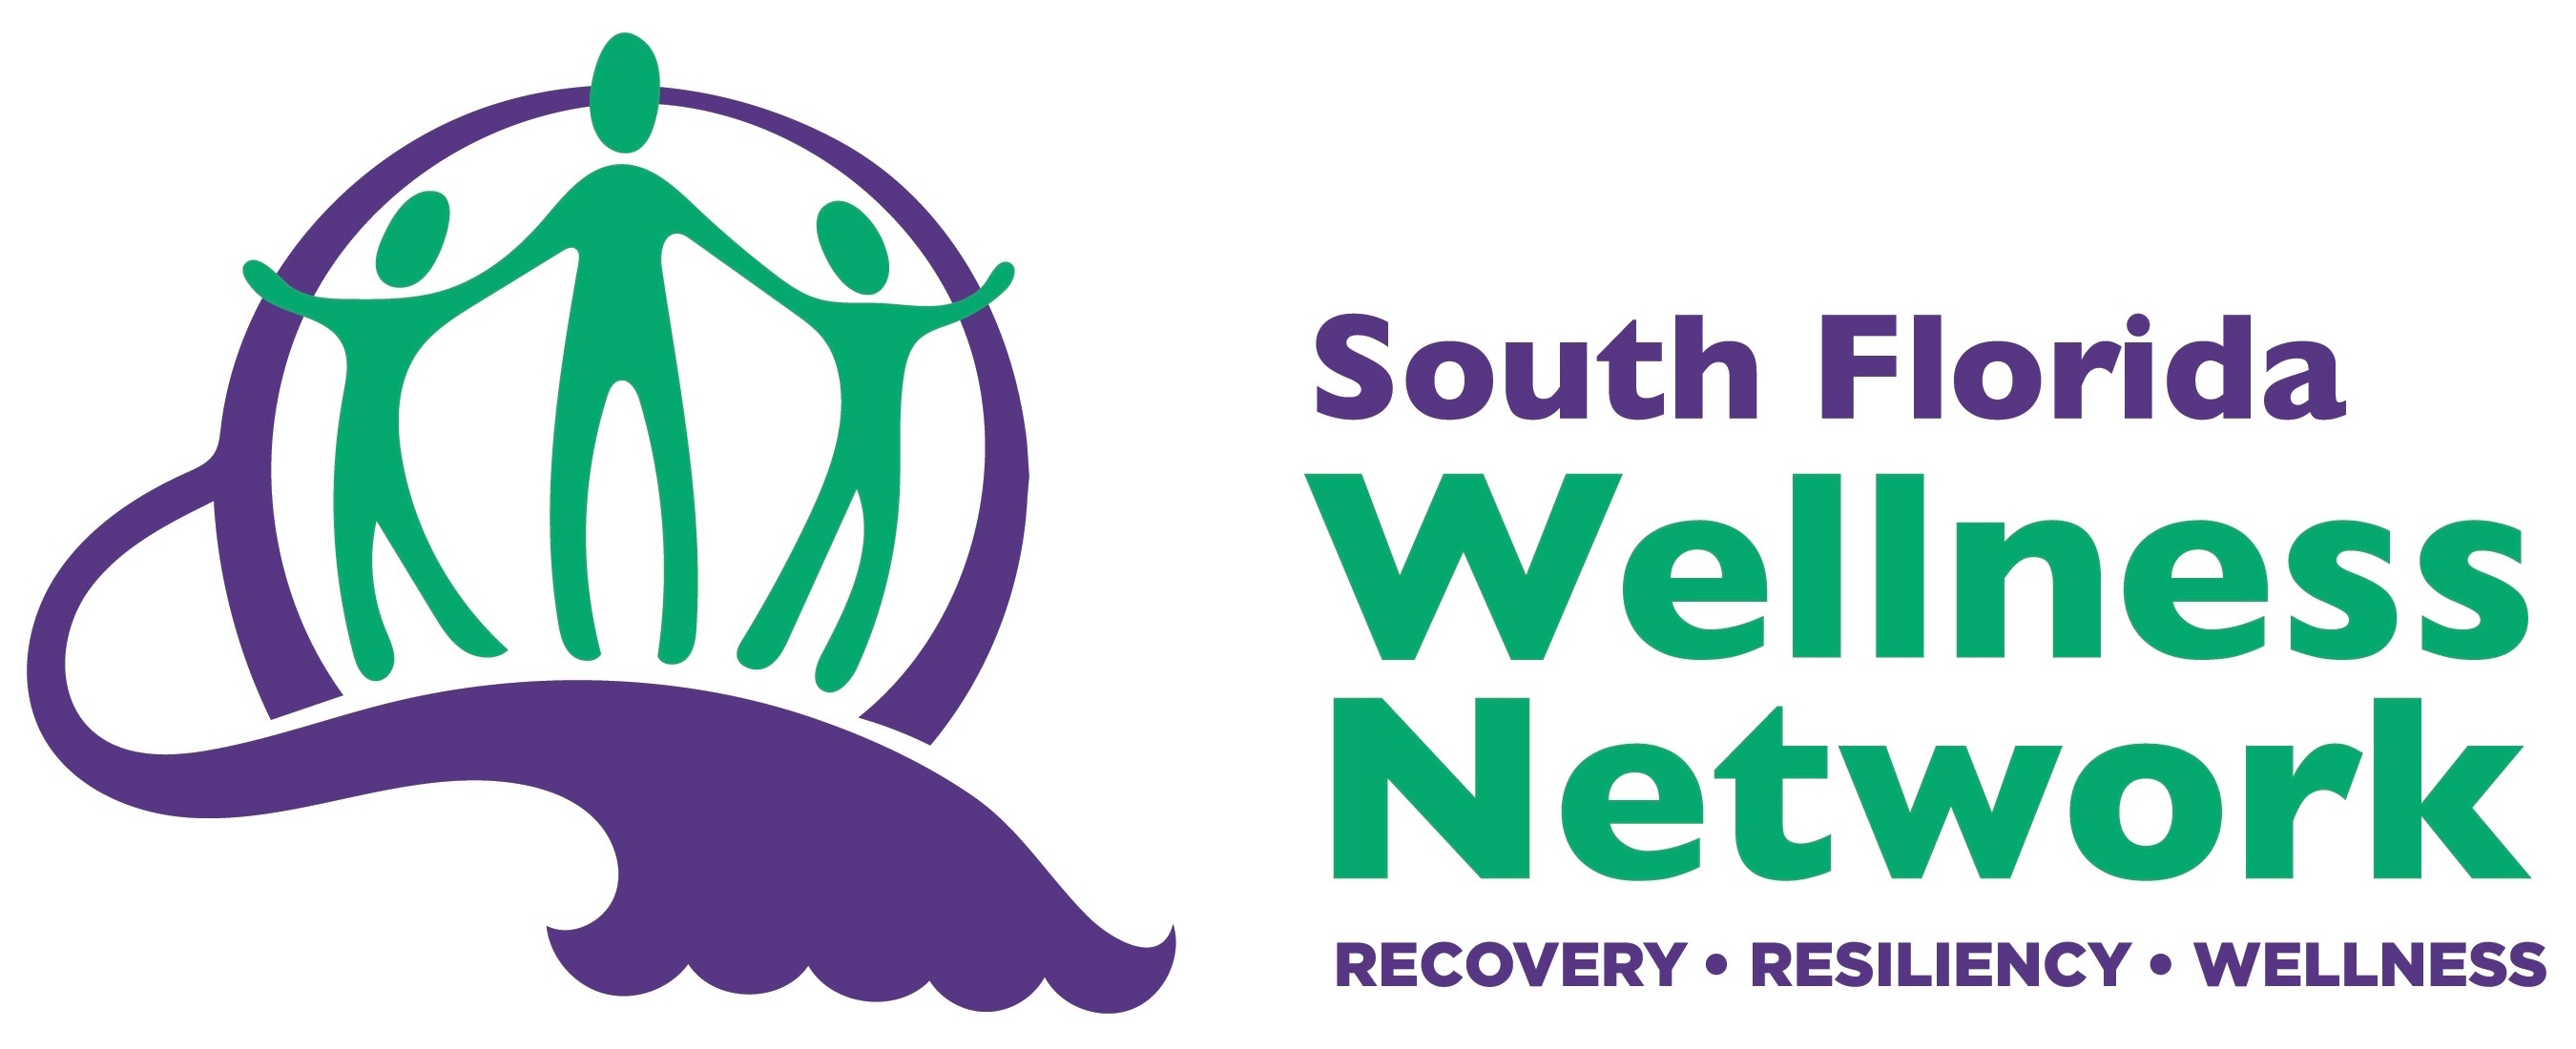 South Florida
Wellness
Network
RECOVERY • RESILIENCY • WELLNESS